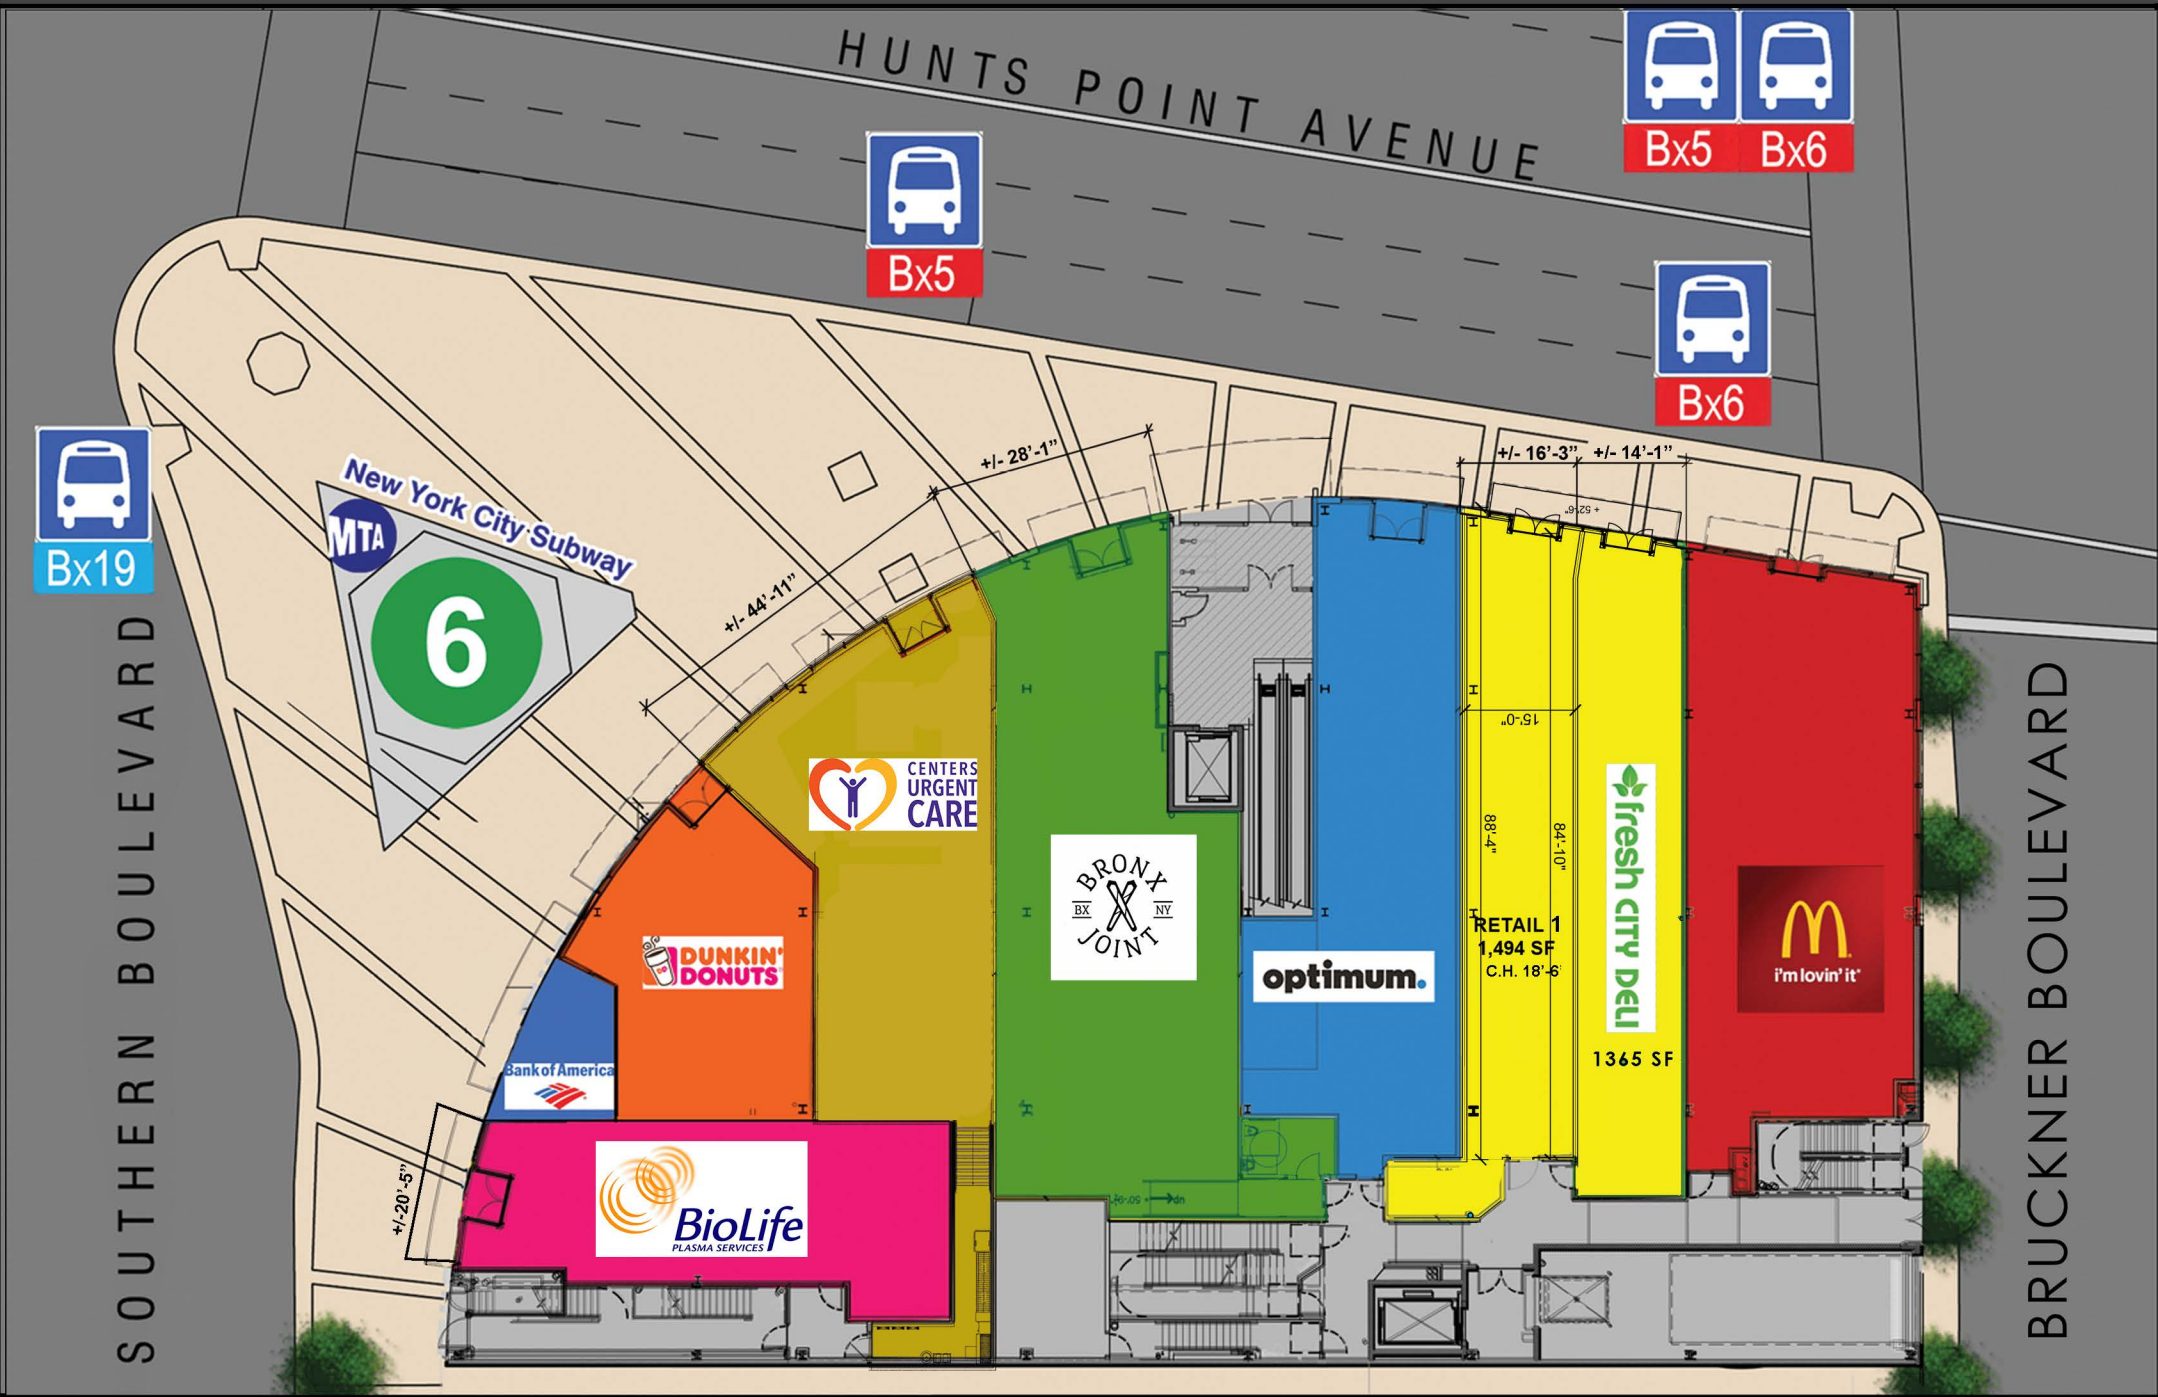 HUNTS POINT AVENUE
Bx5
Bx6
Bx5
Bx6
Bx19
SOUTHERN BOULEVARD
BRUCKNER BOULEVARD
New York City Subway
MTA
6
+/- 28'-1"
+/- 44'-11"
+/- 16'-3"
+/- 14'-1"
+ 52'-6"
15'-0"
88'-4"
84'-10"
+/-20'-5"
CENTERS
URGENT
CARE
BRONX
BX
NY
JOINT
DUNKIN'
DONUTS
Bank of America
BioLife
PLASMA SERVICES
optimum.
RETAIL 1
1,494 SF
C.H. 18'-6"
fresh CITY DELI
1365 SF
i'm lovin' it
UP